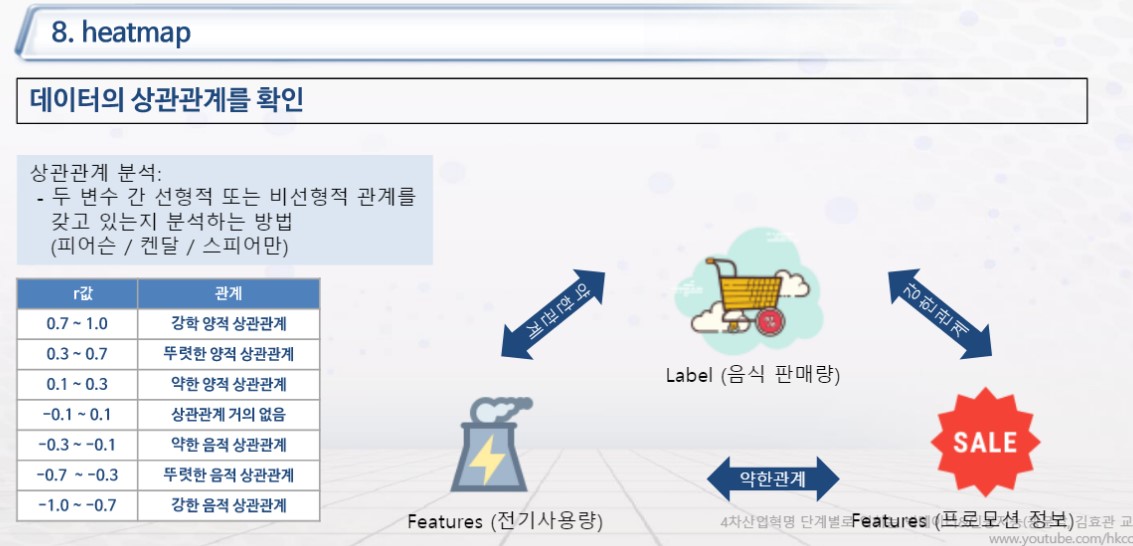 8. heatmap
데이터의 상관관계를 확인
상관관계 분석:
- 두 변수 간 선형적 또는 비선형적 관계를
갖고 있는지 분석하는 방법
(피어슨 / 켄달 / 스피어만)
r값 관계
0.7 ~ 1.0 강학 양적 상관관계
0.3 ~ 0.7 뚜렷한 양적 상관관계
0.1 ~ 0.3 약한 양적 상관관계
-0.1 ~ 0.1 상관관계 거의 없음
-0.3 ~ -0.1 약한 음적 상관관계
-0.7 ~ -0.3 뚜렷한 음적 상관관계
-1.0 ~ -0.7 강한 음적 상관관계
약한관계
강한관계
Label (음식 판매량)
SALE
약한관계
Features (전기사용량)
Features (프로모션 정보)
4차산업혁명 단계별로 김효관 교
www.youtube.com/hkcc